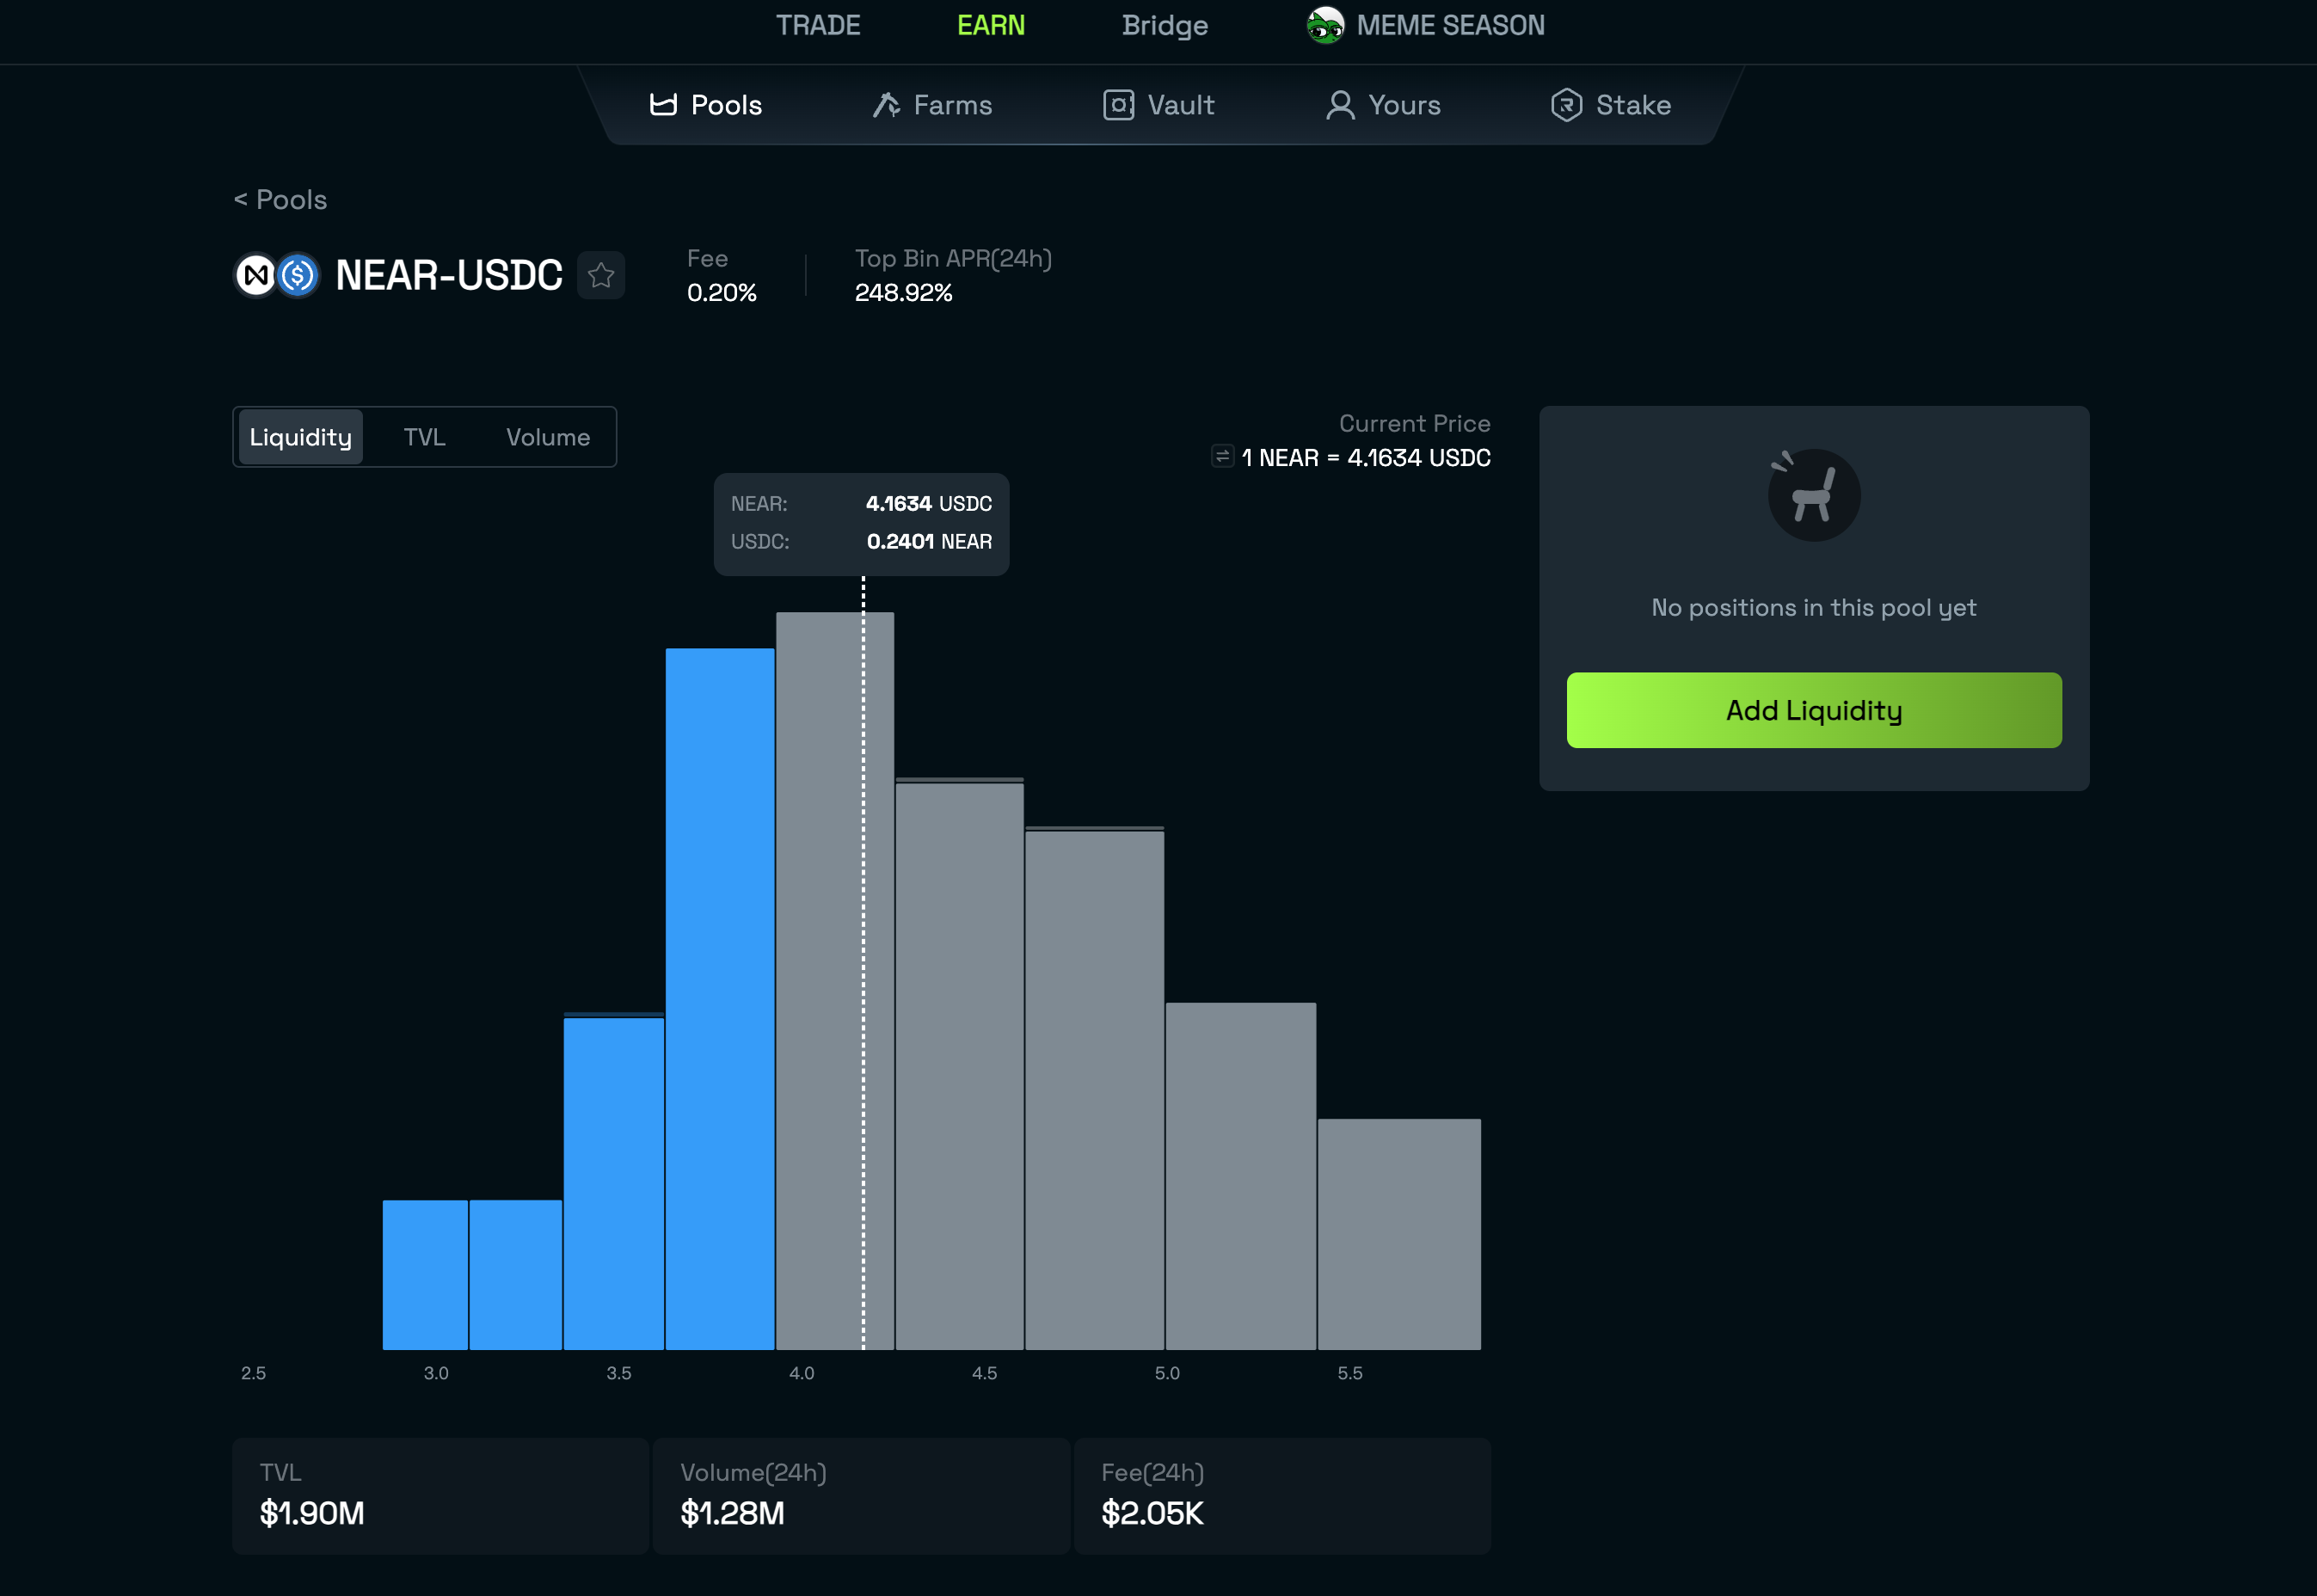 TRADE EARN Bridge MEME SEASON
Pools Farms Vault Yours Stake
< Pools
NEAR-USDC
Fee
0.20%
Top Bin APR(24h)
248.92%
Liquidity TVL Volume
Current Price
1 NEAR = 4.1634 USDC
NEAR: 4.1634 USDC
USDC: 0.2401 NEAR
No positions in this pool yet
Add Liquidity
2.5 3.0 3.5 4.0 4.5 5.0 5.5
TVL
$1.90M
Volume(24h)
$1.28M
Fee(24h)
$2.05K